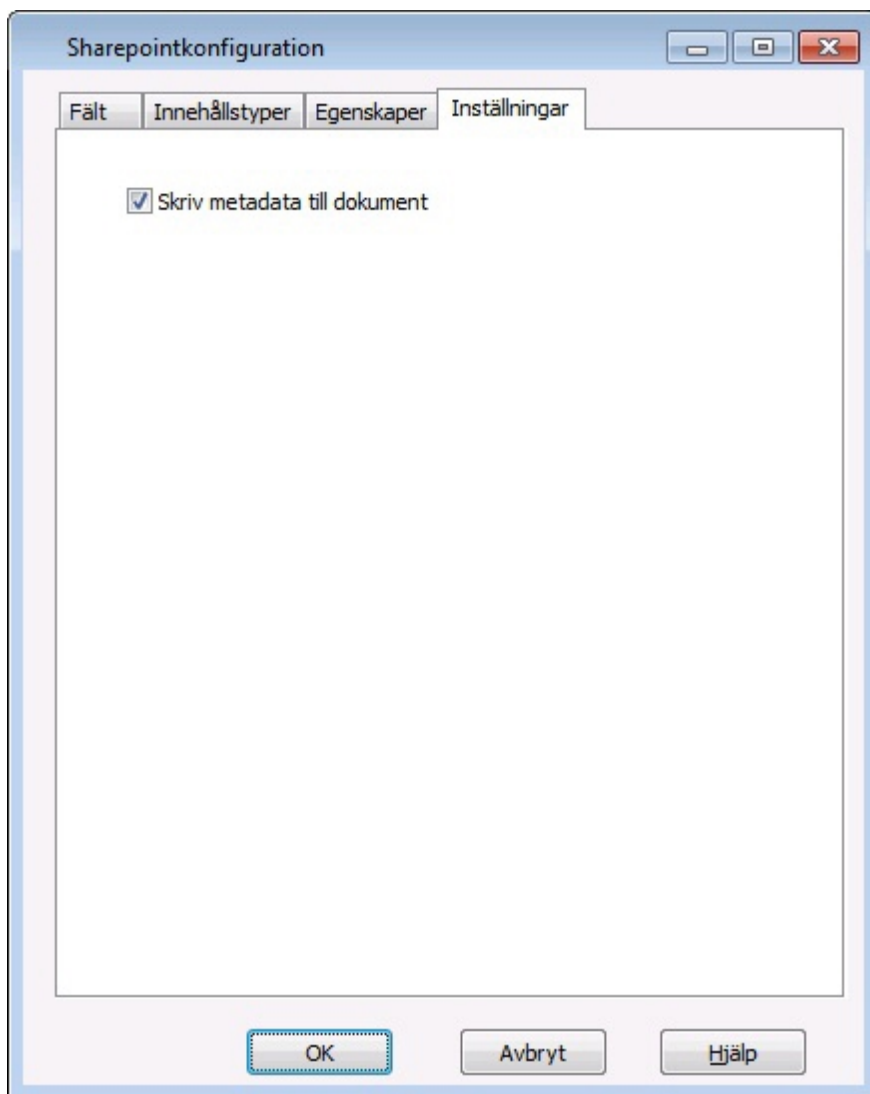 Sharepointkonfiguration
Fält Innehållstyper Egenskaper Inställningar
Skriv metadata till dokument
OK Avbryt Hjälp